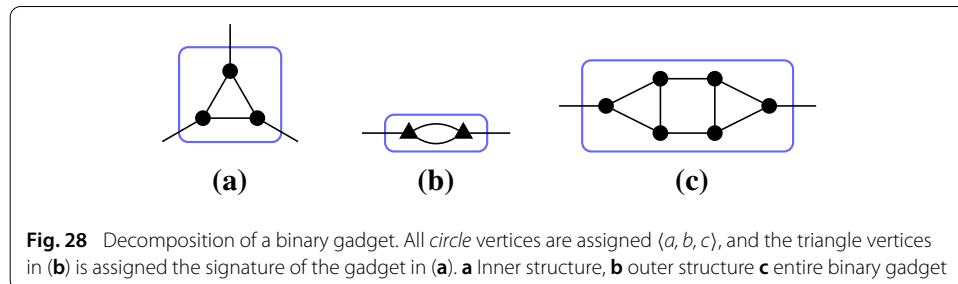 (a)
(b)
(c)
Fig. 28 Decomposition of a binary gadget. All circle vertices are assigned ⟨a, b, c⟩, and the triangle vertices
in (b) is assigned the signature of the gadget in (a). a Inner structure, b outer structure c entire binary gadget